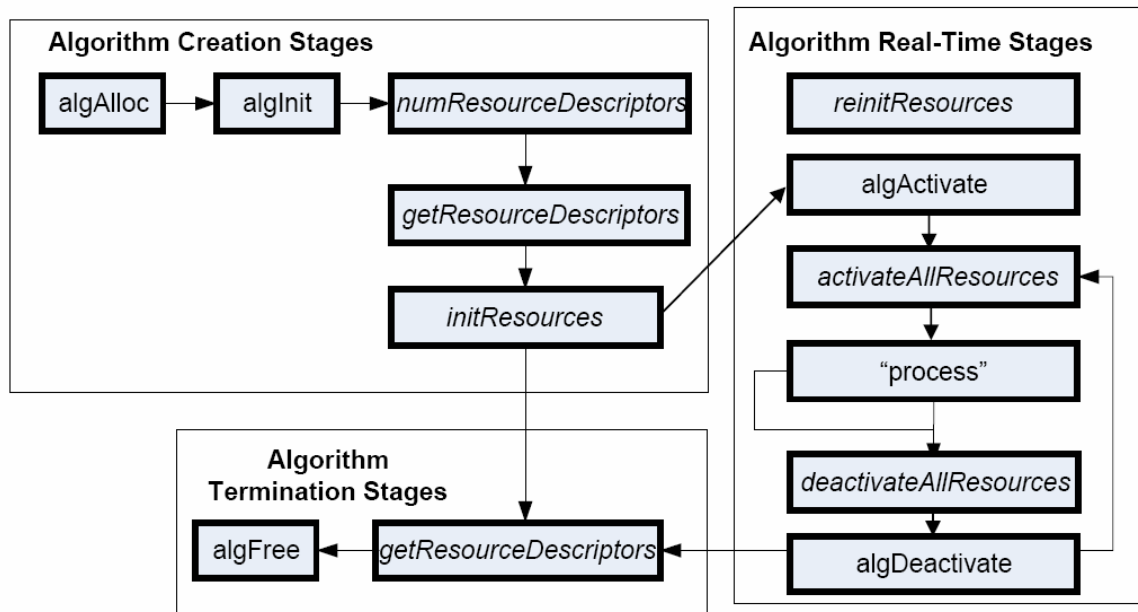 Algorithm Creation Stages
algAlloc
algInit
numResourceDescriptors
getResourceDescriptors
initResources
Algorithm Real-Time Stages
reinitResources
algActivate
activateAllResources
“process”
deactivateAllResources
algDeactivate
Algorithm
Termination Stages
algFree
getResourceDescriptors